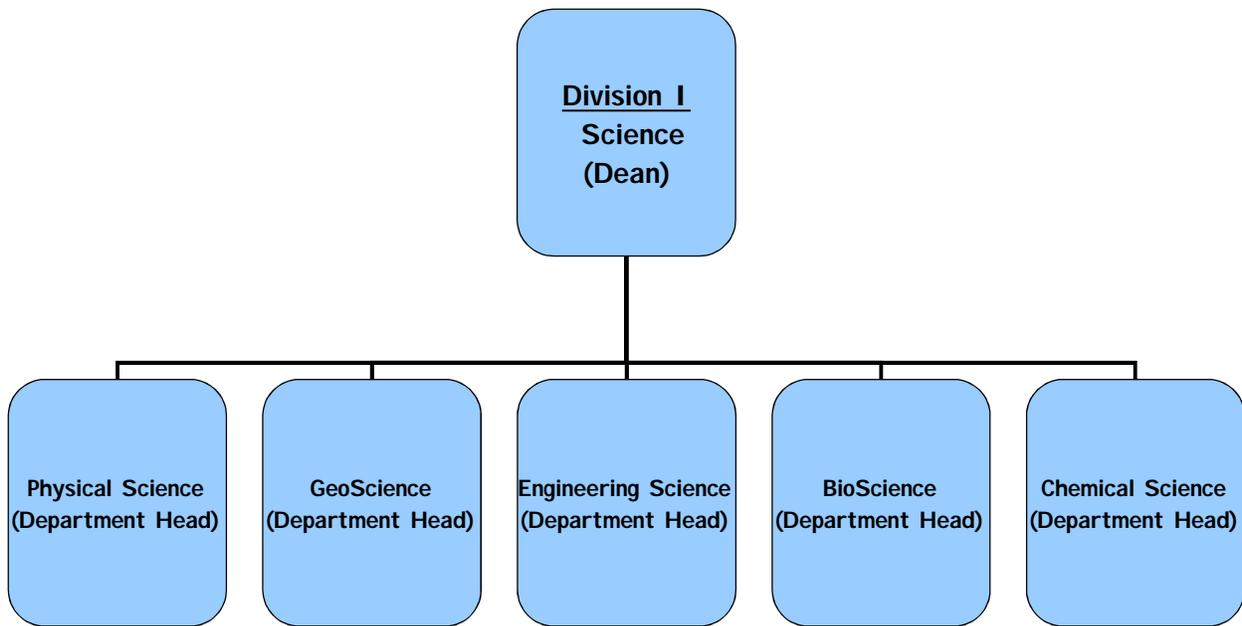 Division I
Science
(Dean)
Physical Science
(Department Head)
GeoScience
(Department Head)
Engineering Science
(Department Head)
BioScience
(Department Head)
Chemical Science
(Department Head)